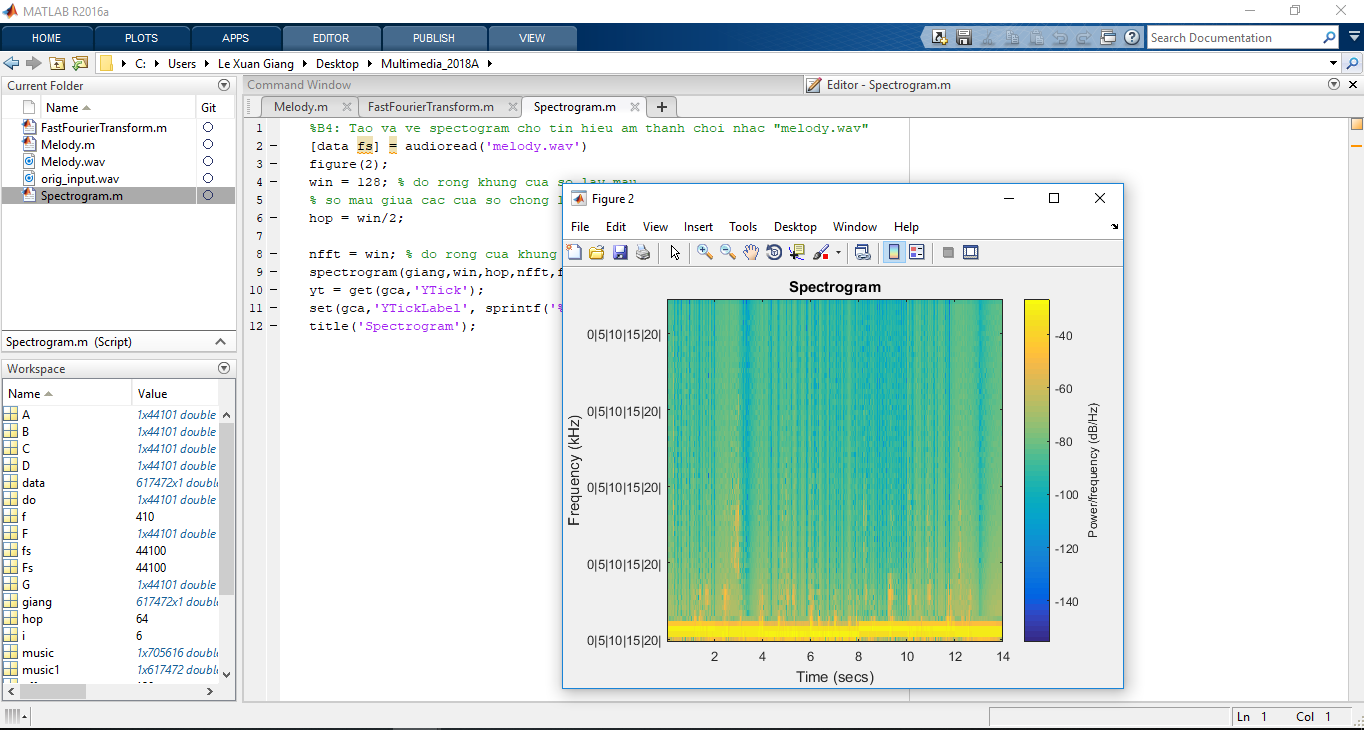 MATLAB R2016a
HOME PLOTS APPS EDITOR PUBLISH VIEW
Search Documentation
C: Users Le Xuan Giang Desktop Multimedia_2018A
Current Folder
Name Git
FastFourierTransform.m
Melody.m
Melody.wav
orig_input.wav
Spectrogram.m
Spectrogram.m (Script)
Workspace
Name Value
A 1x44101 double
B 1x44101 double
C 1x44101 double
D 1x44101 double
data 617472x1 doubl
do 1x44101 double
f 410
F 1x44101 double
fs 44100
Fs 44100
G 1x44101 double
giang 617472x1 doubl
hop 64
i 6
music 1x705616 doubl
music1 1x617472 doubl
Command Window
Editor - Spectrogram.m
Melody.m FastFourierTransform.m Spectrogram.m
1 %B4: Tao va ve spectogram cho tin hieu am thanh choi nhac "melody.wav"
2 [data fs] = audioread('melody.wav')
3 figure(2);
4 win = 128; % do rong khung cua so lay mau
5 % so mau giua cac cua so chong
6 hop = win/2;
7
8 nfft = win; % do rong cua khung
9 spectrogram(giang,win,hop,nfft,f
10 yt = get(gca,'YTick');
11 set(gca,'YTickLabel', sprintf('%
12 title('Spectrogram');
Figure 2
File Edit View Insert Tools Desktop Window Help
Spectrogram
0|5|10|15|20|
0|5|10|15|20|
0|5|10|15|20|
0|5|10|15|20|
0|5|10|15|20|
Frequency (kHz)
2 4 6 8 10 12 14
Time (secs)
-40
-60
-80
-100
-120
-140
Power/frequency (dB/Hz)
Ln 1 Col 1